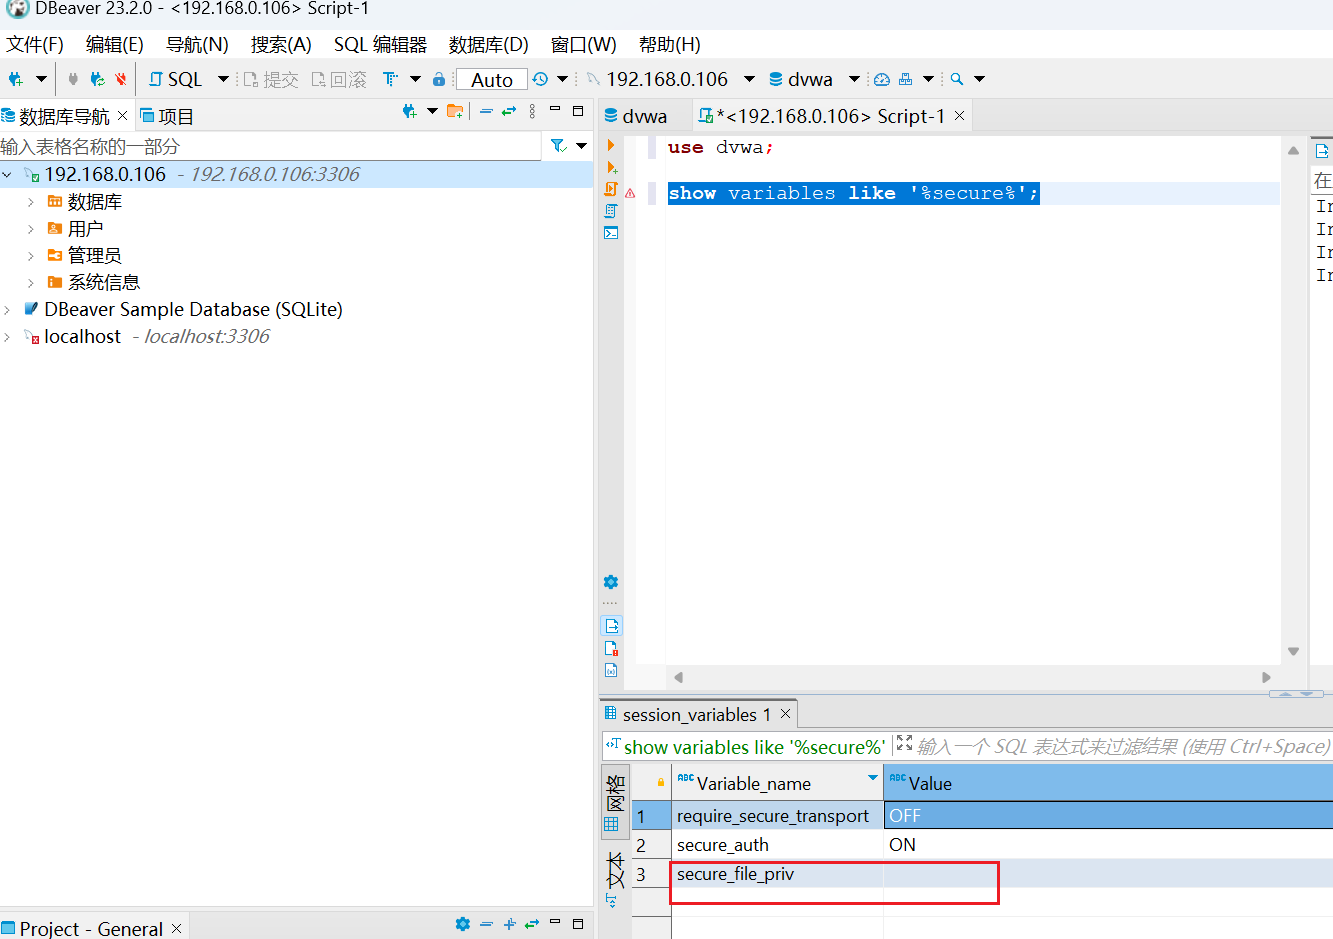 DBeaver 23.2.0 - <192.168.0.106> Script-1
文件(F) 编辑(E) 导航(N) 搜索(A) SQL 编辑器 数据库(D) 窗口(W) 帮助(H)
SQL 提交 回滚 Auto 192.168.0.106 dvwa
数据库导航 项目
输入表格名称的一部分
192.168.0.106 - 192.168.0.106:3306
数据库
用户
管理员
系统信息
DBeaver Sample Database (SQLite)
localhost - localhost:3306
Project - General
dvwa *<192.168.0.106> Script-1
use dvwa;
show variables like '%secure%';
在
session_variables 1
show variables like '%secure%' 输入一个 SQL 表达式来过滤结果 (使用 Ctrl+Space)
网格
文本
ABC Variable_name ABC Value
1 require_secure_transport OFF
2 secure_auth ON
3 secure_file_priv